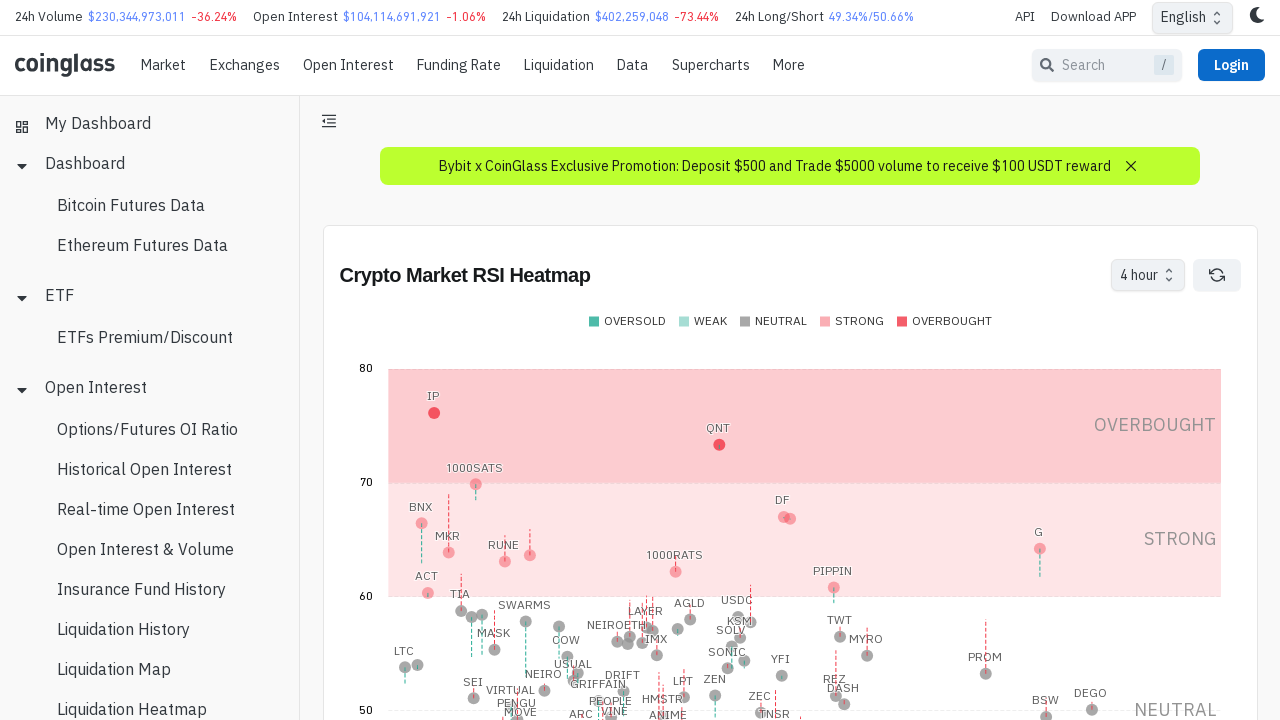 24h Volume $230,344,973,011 -36.24% Open Interest $104,114,691,921 -1.06% 24h Liquidation $402,259,048 -73.44% 24h Long/Short 49.34%/50.66% API Download APP English
coinglass Market Exchanges Open Interest Funding Rate Liquidation Data Supercharts More Search / Login
My Dashboard
Dashboard
Bitcoin Futures Data
Ethereum Futures Data
ETF
ETFs Premium/Discount
Open Interest
Options/Futures OI Ratio
Historical Open Interest
Real-time Open Interest
Open Interest & Volume
Insurance Fund History
Liquidation History
Liquidation Map
Liquidation Heatmap
Bybit x CoinGlass Exclusive Promotion: Deposit $500 and Trade $5000 volume to receive $100 USDT reward
Crypto Market RSI Heatmap 4 hour
OVERSOLD WEAK NEUTRAL STRONG OVERBOUGHT
80
IP
OVERBOUGHT
QNT
1000SATS
70
DF
BNX
MKR G
RUNE STRONG
1000RATS
PIPPIN
ACT
60 TIA
USDC
SWARMS AGLD
LAYER
TWT
KSM
NEIROETH
SOLV
MASK
COW IMX MYRO
LTC SONIC
YFI PROM
USUAL
NEIRO DRIFT
ZEN REZ
SEI GRIFFAIN LPT
DASH
VIRTUAL DEGO
ZEC
HMSTR BSW
PEOPLE
PENGU
50 MOVE VINE NEUTRAL
ARC ANIME TNSR